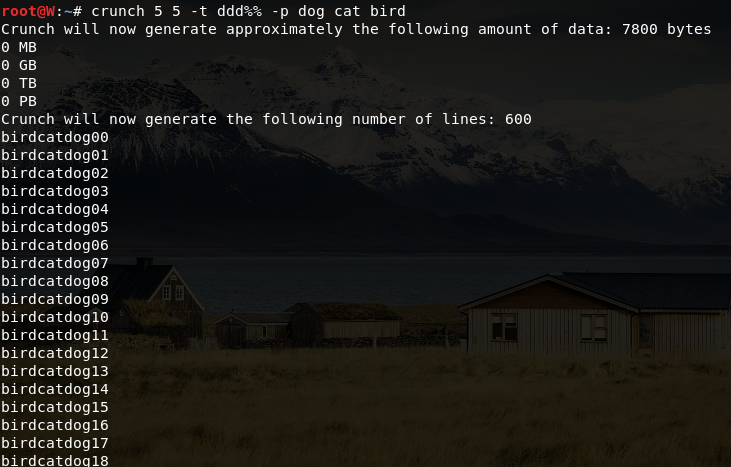 root@W:~# crunch 5 5 -t ddd%% -p dog cat bird
Crunch will now generate approximately the following amount of data: 7800 bytes
0 MB
0 GB
0 TB
0 PB
Crunch will now generate the following number of lines: 600
birdcatdog00
birdcatdog01
birdcatdog02
birdcatdog03
birdcatdog04
birdcatdog05
birdcatdog06
birdcatdog07
birdcatdog08
birdcatdog09
birdcatdog10
birdcatdog11
birdcatdog12
birdcatdog13
birdcatdog14
birdcatdog15
birdcatdog16
birdcatdog17
birdcatdog18